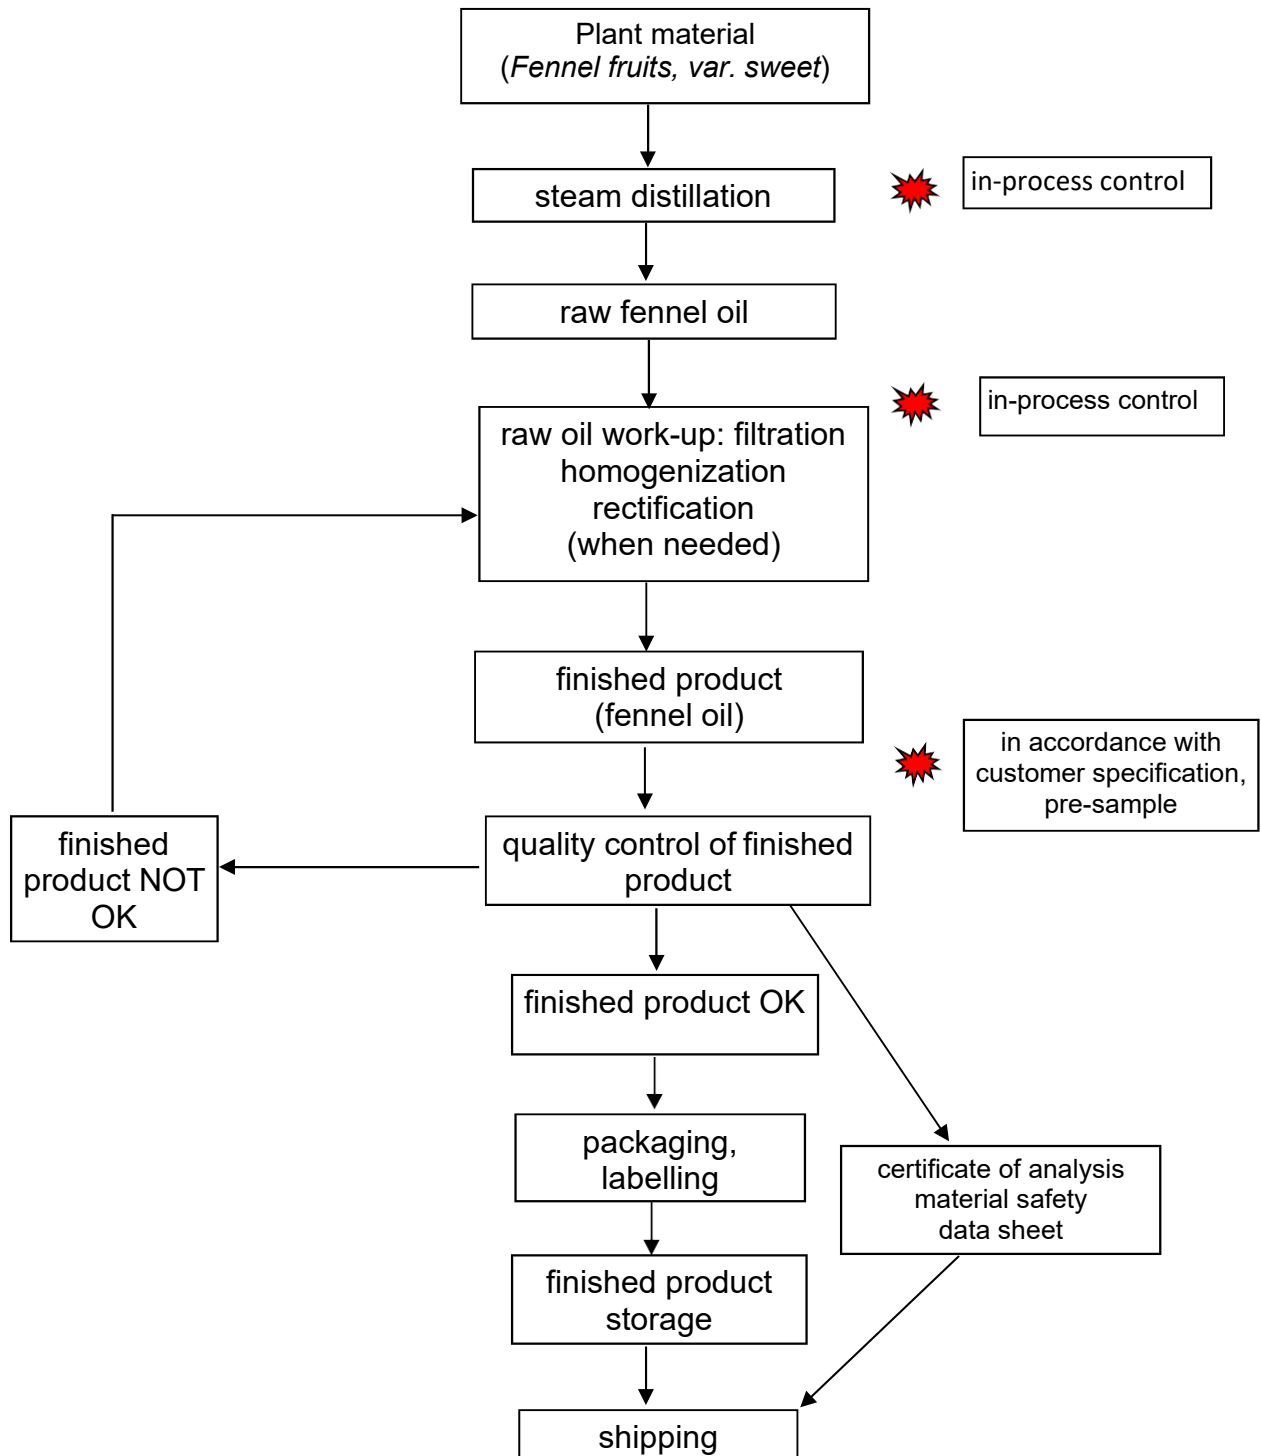 Plant material
(Fennel fruits, var. sweet)
steam distillation
in-process control
raw fennel oil
in-process control
raw oil work-up: filtration
homogenization
rectification
(when needed)
finished product
(fennel oil)
in accordance with
customer specification,
pre-sample
finished
product NOT
OK
quality control of finished
product
finished product OK
packaging,
labelling
certificate of analysis
material safety
data sheet
finished product
storage
shipping